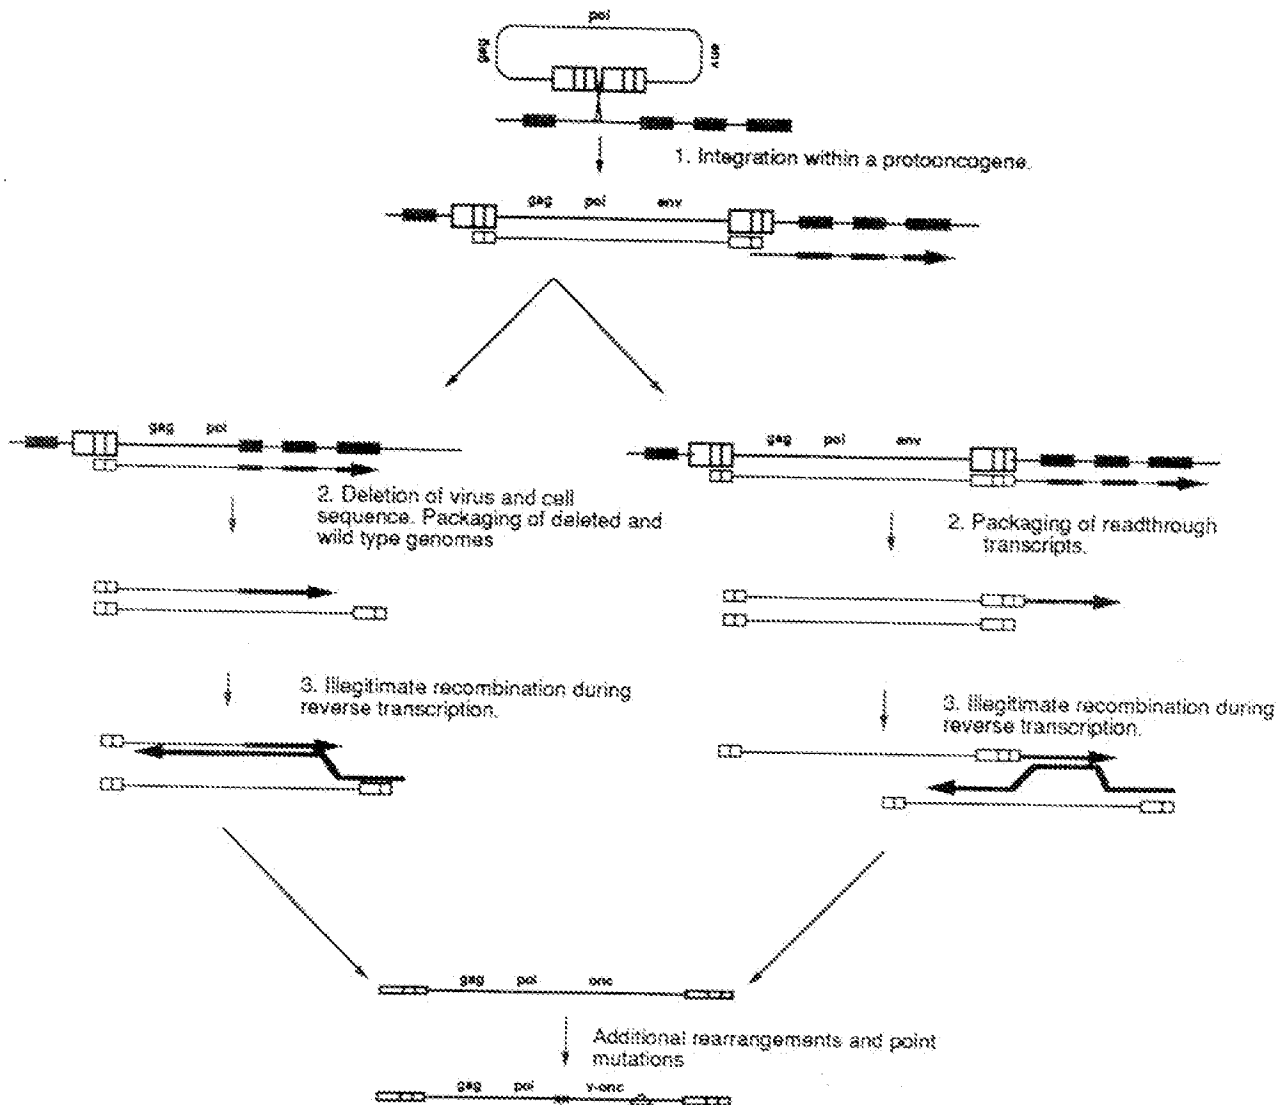 pol
gag
env
1. Integration within a protooncogene.
gag pol env
gag pol
gag pol env
2. Deletion of virus and cell
sequence. Packaging of deleted and
wild type genomes
2. Packaging of readthrough
transcripts.
3. Illegitimate recombination during
reverse transcription.
3. Illegitimate recombination during
reverse transcription.
gag pol onc
Additional rearrangements and point
mutations
gag pol v-onc